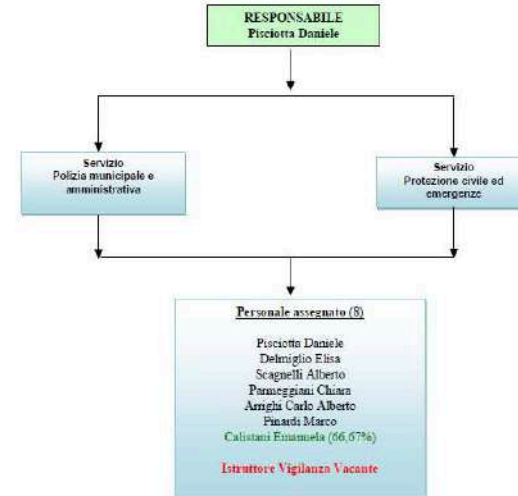 RESPONSABILE
Pisciotta Daniele
Servizio
Polizia municipale e
amministrativa
Servizio
Protezione civile ed
emergenze
Personale assegnato (8)
Pisciotta Daniele
Delmiglio Elisa
Scagnelli Alberto
Parmeggiani Chiara
Arrighi Carlo Alberto
Pinardi Marco
Calistani Emanuela (66,67%)
Istruttore Vigilanza Vacante